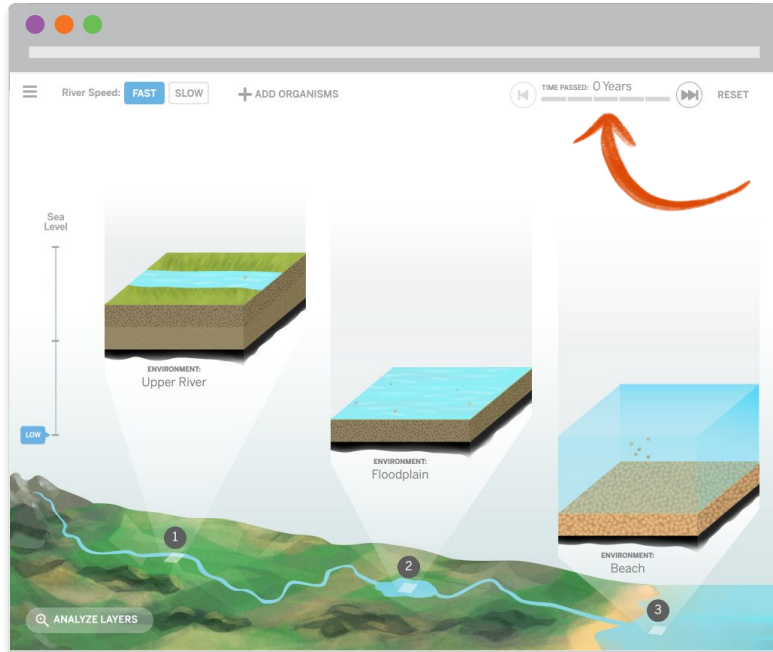 River Speed: FAST SLOW
ADD ORGANISMS
TIME PASSED: 0 Years
RESET
Sea
Level
LOW
ENVIRONMENT:
Upper River
ENVIRONMENT:
Floodplain
ENVIRONMENT:
Beach
1
2
3
ANALYZE LAYERS